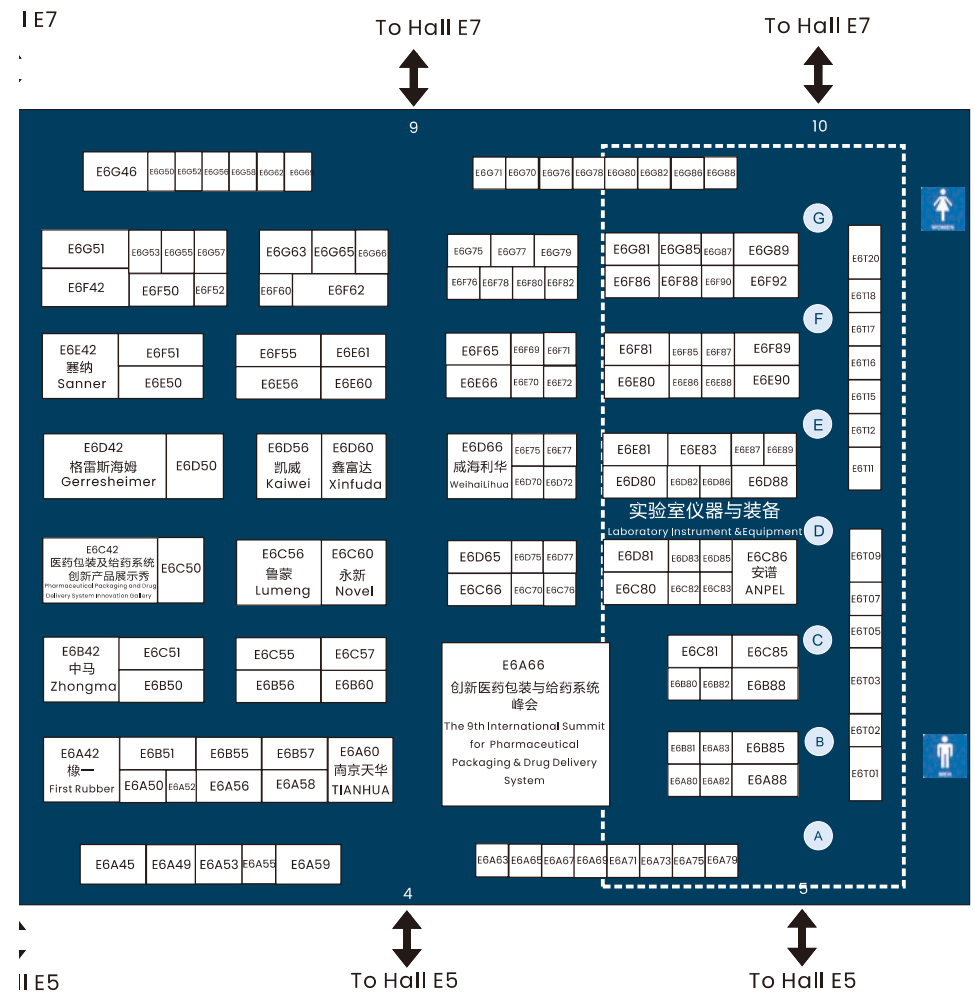 l E7
To Hall E7
To Hall E7
9
10
E6G46 E6G50 E6G52 E6G56 E6G58 E6G62 E6G69
E6G71 E6G70 E6G76 E6G78 E6G80 E6G82 E6G86 E6G88
WOMEN
G
E6G51 E6G53 E6G55 E6G57
E6G63 E6G65 E6G66
E6G75 E6G77 E6G79
E6G81 E6G85 E6G87 E6G89
E6T20
E6F42 E6F50 E6F52
E6F60 E6F62
E6F76 E6F78 E6F80 E6F82
E6F86 E6F88 E6F90 E6F92
E6T18
F
E6T17
E6E42
塞纳
Sanner
E6F51
E6E50
E6F55 E6E61
E6E56 E6E60
E6F65 E6F69 E6F71
E6E66 E6E70 E6E72
E6F81 E6F85 E6F87 E6F89
E6E80 E6E86 E6E88 E6E90
E6T16
E6T15
E
E6T12
E6T11
E6D42
格雷斯海姆
Gerresheimer
E6D50
E6D56
凯威
Kaiwei
E6D60
鑫富达
Xinfuda
E6D66
威海利华
WeihaiLihua
E6E75 E6E77
E6D70 E6D72
E6E81 E6E83 E6E87 E6E89
E6D80 E6D82 E6D86 E6D88
实验室仪器与装备
Laboratory Instrument &Equipment
D
E6C42
医药包装及给药系统
创新产品展示秀
Pharmaceutical Packaging and Drug
Delivery System Innovation Gallery
E6C50
E6C56
鲁蒙
Lumeng
E6C60
永新
Novel
E6D65 E6D75 E6D77
E6C66 E6C70 E6C76
E6D81 E6D83 E6D85
E6C80 E6C82 E6C83
E6C86
安谱
ANPEL
E6T09
E6T07
E6T05
C
E6B42
中马
Zhongma
E6C51
E6B50
E6C55 E6C57
E6B56 E6B60
E6A66
创新医药包装与给药系统
峰会
The 9th International Summit
for Pharmaceutical
Packaging & Drug Delivery
System
E6C81 E6C85
E6B80 E6B82 E6B88
E6T03
E6T02
B
E6A42
橡一
First Rubber
E6B51 E6B55 E6B57
E6A50 E6A52 E6A56 E6A58
E6A60
南京天华
TIANHUA
E6B81 E6A83 E6B85
E6A80 E6A82 E6A88
E6T01
MEN
A
E6A45 E6A49 E6A53 E6A55 E6A59
E6A63 E6A65 E6A67 E6A69 E6A71 E6A73 E6A75 E6A79
4
5
ll E5
To Hall E5
To Hall E5